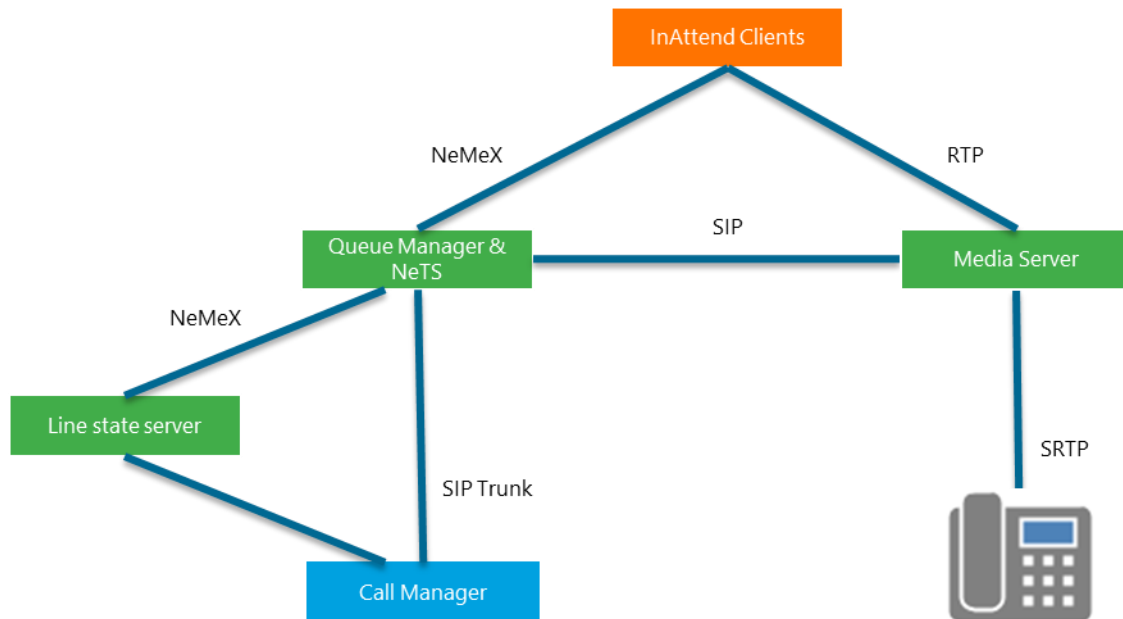 InAttend Clients
NeMeX
RTP
SIP
Queue Manager &
NeTS
Media Server
NeMeX
Line state server
SRTP
SIP Trunk
Call Manager